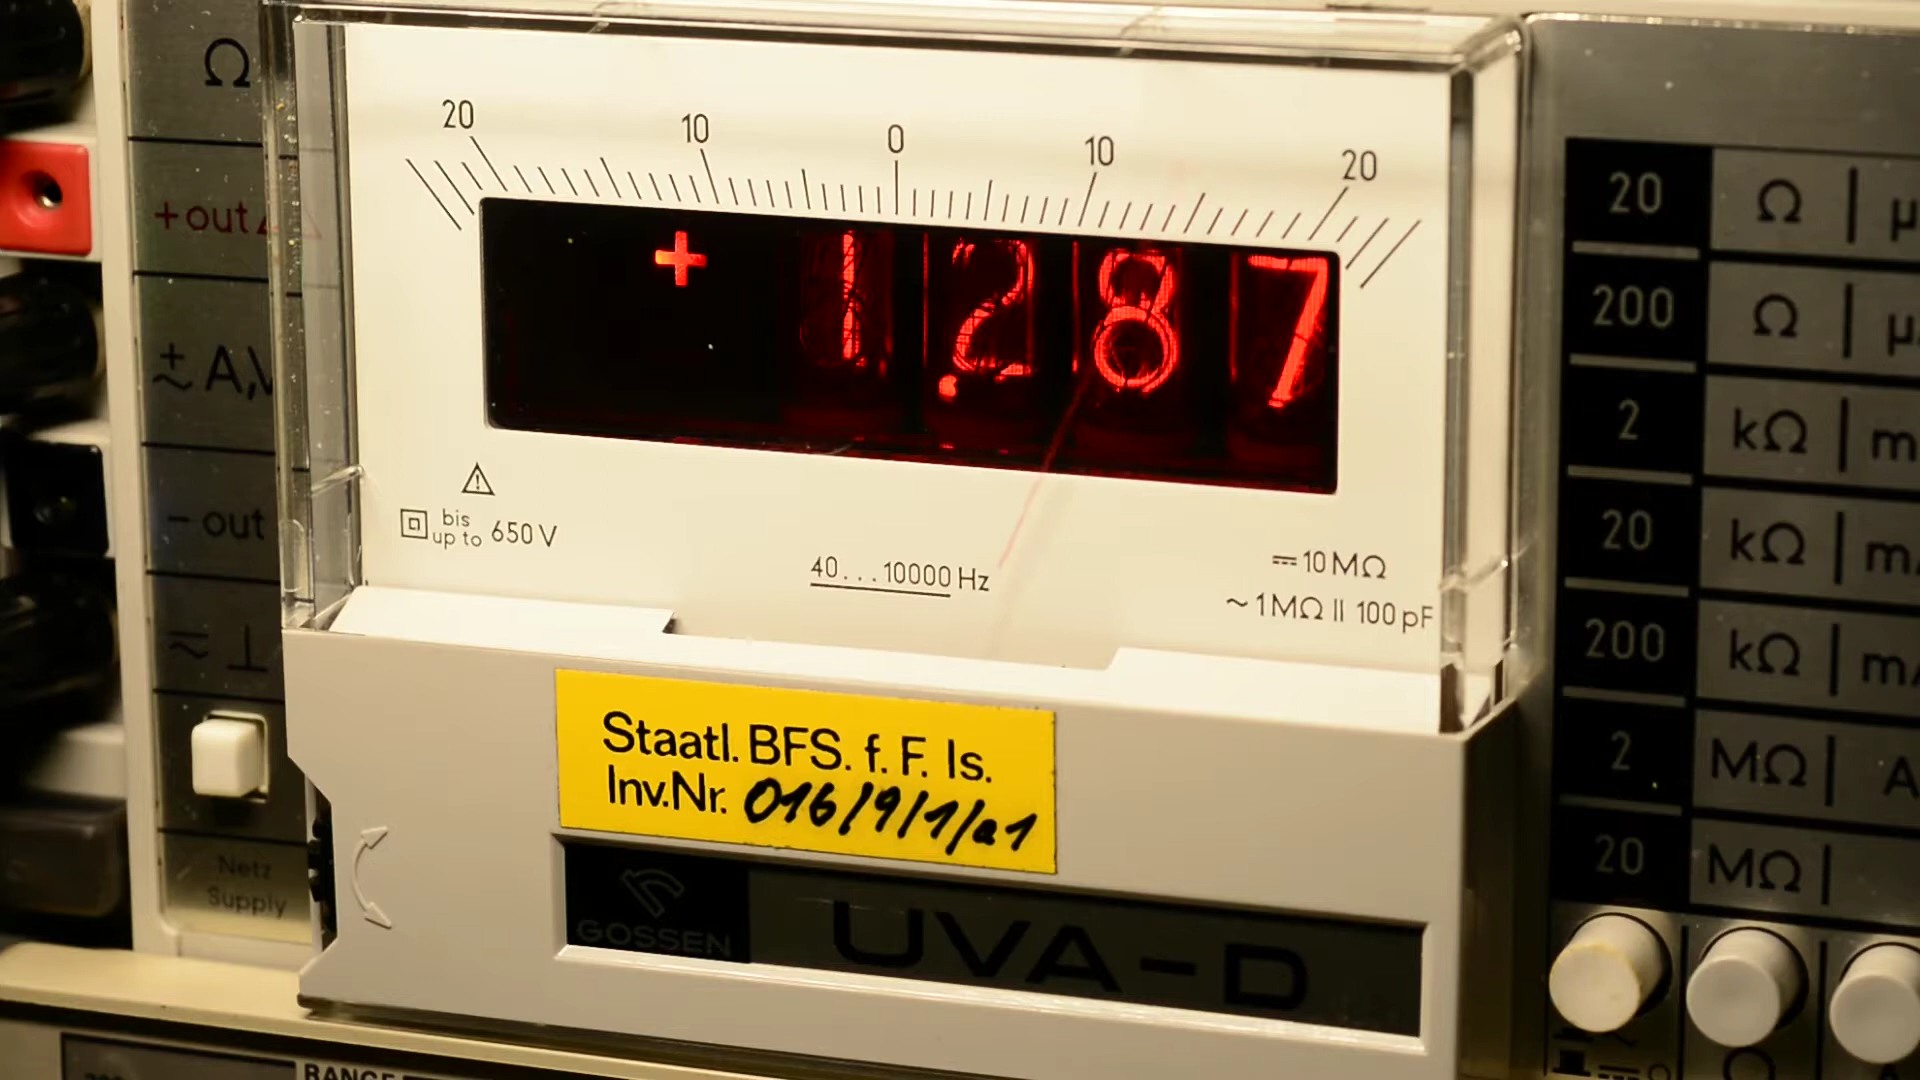 Ω
+out
± ~ A,V
- out
Netz
Supply
20 10 0 10 20
+ 1.287
bis
up to 650 V
40...10000 Hz
⎓ 10 MΩ
~ 1 MΩ || 100 pF
Staatl. BFS. f. F. Is.
Inv.Nr. 016/9/1/a1
GOSSEN UVA-D
20 Ω
200 Ω
2 kΩ
20 kΩ
200 kΩ
2 MΩ
20 MΩ
RANGE